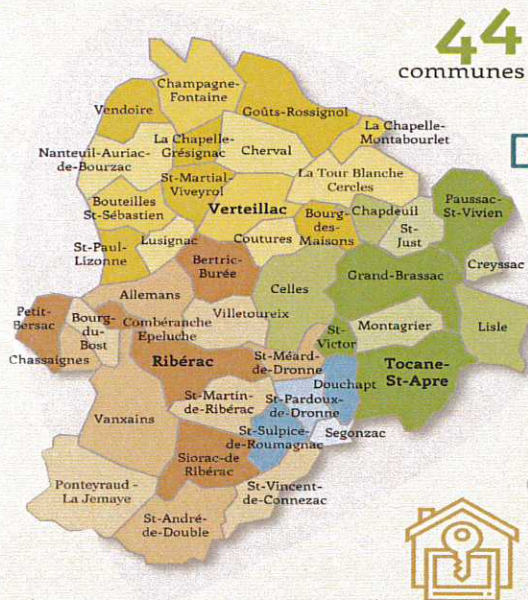 44
communes
Champagne-
Fontaine
Vendoire
Goûts-Rossignol
La Chapelle-
Montabourlet
La Chapelle-
Grésignac
Cherval
Nanteuil-Auriac-
de-Bourzac
La Tour Blanche
Cercles
St-Martial-
Viveyrol
Paussac-
St-Vivien
Bouteilles
St-Sébastien
Verteillac
Bourg-
des-
Maisons
Chapdeuil
St-
Just
St-Paul-
Lizonne
Lusignac
Coutures
Creyssac
Bertric-
Burée
Grand-Brassac
Allemans
Celles
Petit-
Bersac
Bourg-
du-
Bost
Villetoureix
Montagrier
Lisle
Combéranche
Epeluche
St-
Victor
Chassaignes
Ribérac
St-Méard-
de-Dronne
Tocane-
St-Apre
Douchapt
St-Martin-
de-Ribérac
St-Pardoux-
de-Dronne
Vanxains
St-Sulpice-
de-Roumagnac
Segonzac
Siorac-de
Ribérac
Ponteyraud -
La Jemaye
St-Vincent-
de-Connezac
St-André-
de-Double